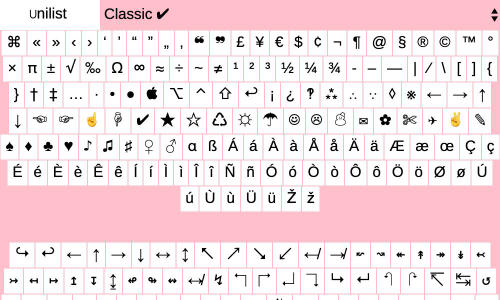 Unilist Classic ✔
⌘ « » ‹ › ‘ ’ “ ” „ ‚ ❝ ❞ £ ¥ € $ ¢ ¬ ¶ @ § ® © ™ °
× π ± √ ‰ Ω ∞ ≈ ÷ ~ ≠ ¹ ² ³ ½ ¼ ¾ - – — | ⁄ \ [ ] {
} † ‡ … · • ● ⌥ ^ ⇧ ↩ ¡ ¿ ‽ ⁂ ∴ ∵ ◊ ※ ← → ↑
↓ ☜ ☞ ☝ ☟ ✔ ★ ☆ ♺ ☼ ☂ ☺ ☹ ☃ ✉ ✿ ✄ ✈ ✌ ✎
♠ ♦ ♣ ♥ ♪ ♫ ♯ ♀ ♂ α ß Á á À à Å å Ä ä Æ æ Œ œ Ç ç
É é È è Ê ê Í í Ì ì Î î Ñ ñ Ó ó Ò ò Ô ô Ö ö Ø ø Ú
ú Ù ù Ü ü Ž ž
↪ ↩ ← ↑ → ↓ ↔ ↕ ↖ ↗ ↘ ↙ ↚ ↛ ↜ ↝ ↞ ↟ ↠ ↡ ↢
↣ ↤ ↦ ↥ ↧ ↨ ↫ ↬ ↭ ↮ ↯ ↰ ↱ ↲ ↴ ↳ ↵ ↶ ↷ ↸ ↹ ↺